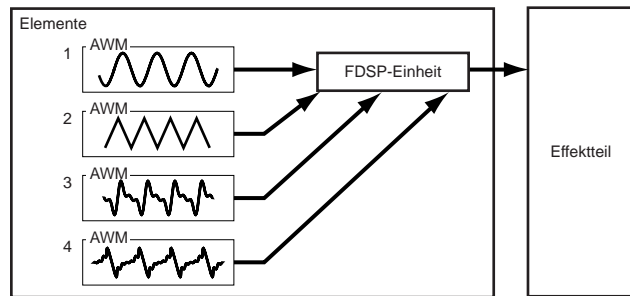 Elemente
1 AWM
FDSP-Einheit
2 AWM
Effektteil
3 AWM
4 AWM